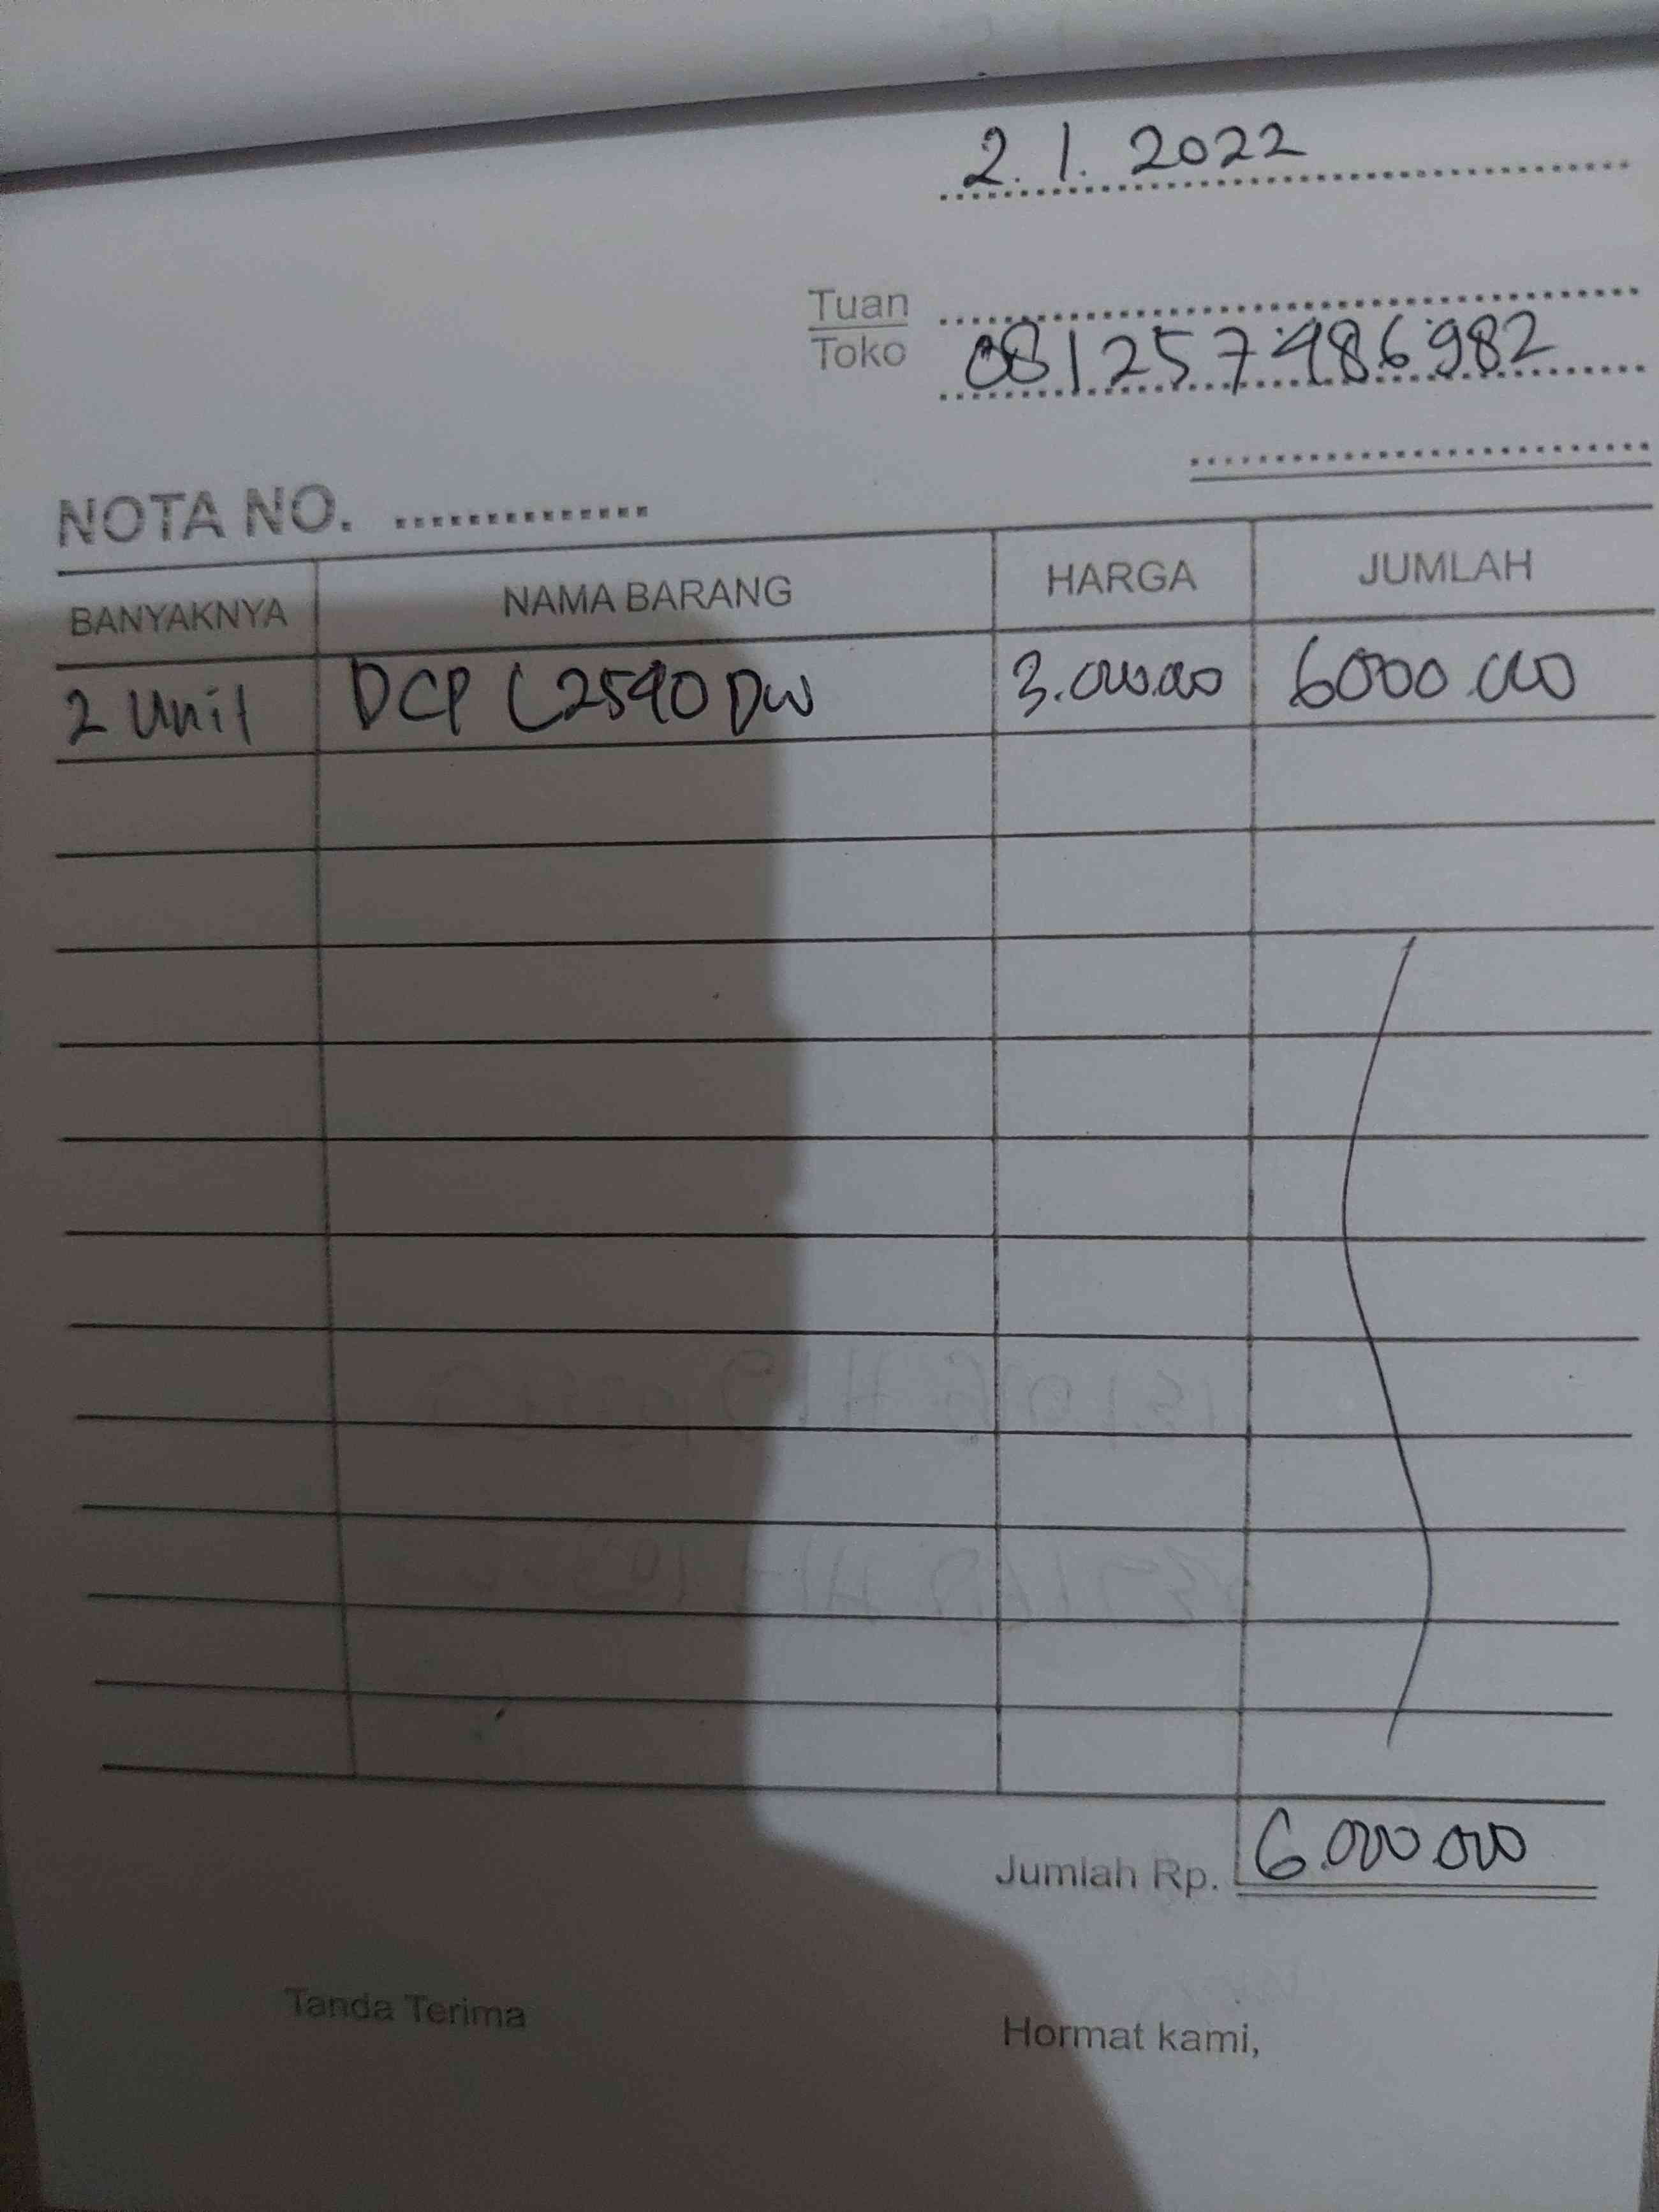 2.1.2022
Tuan
Toko 081257486982
NOTA NO. ..............
BANYAKNYA NAMA BARANG HARGA JUMLAH
2 Unit DCP L2540 DW 3.000.000 6000.000
Jumlah Rp. 6.000.000
Tanda Terima Hormat kami,